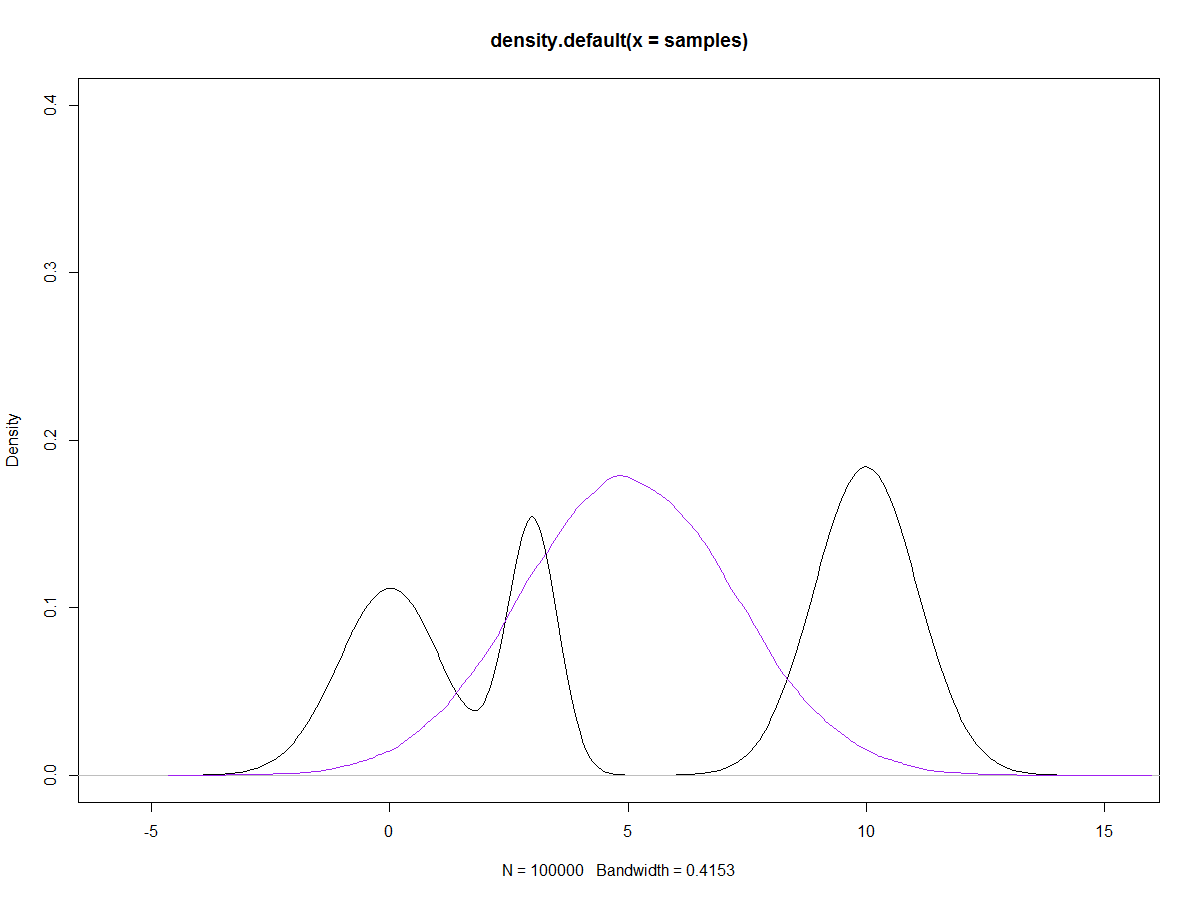 density.default(x = samples)
Density
0.4
0.3
0.2
0.1
0.0
-5 0 5 10 15
N = 100000 Bandwidth = 0.4153